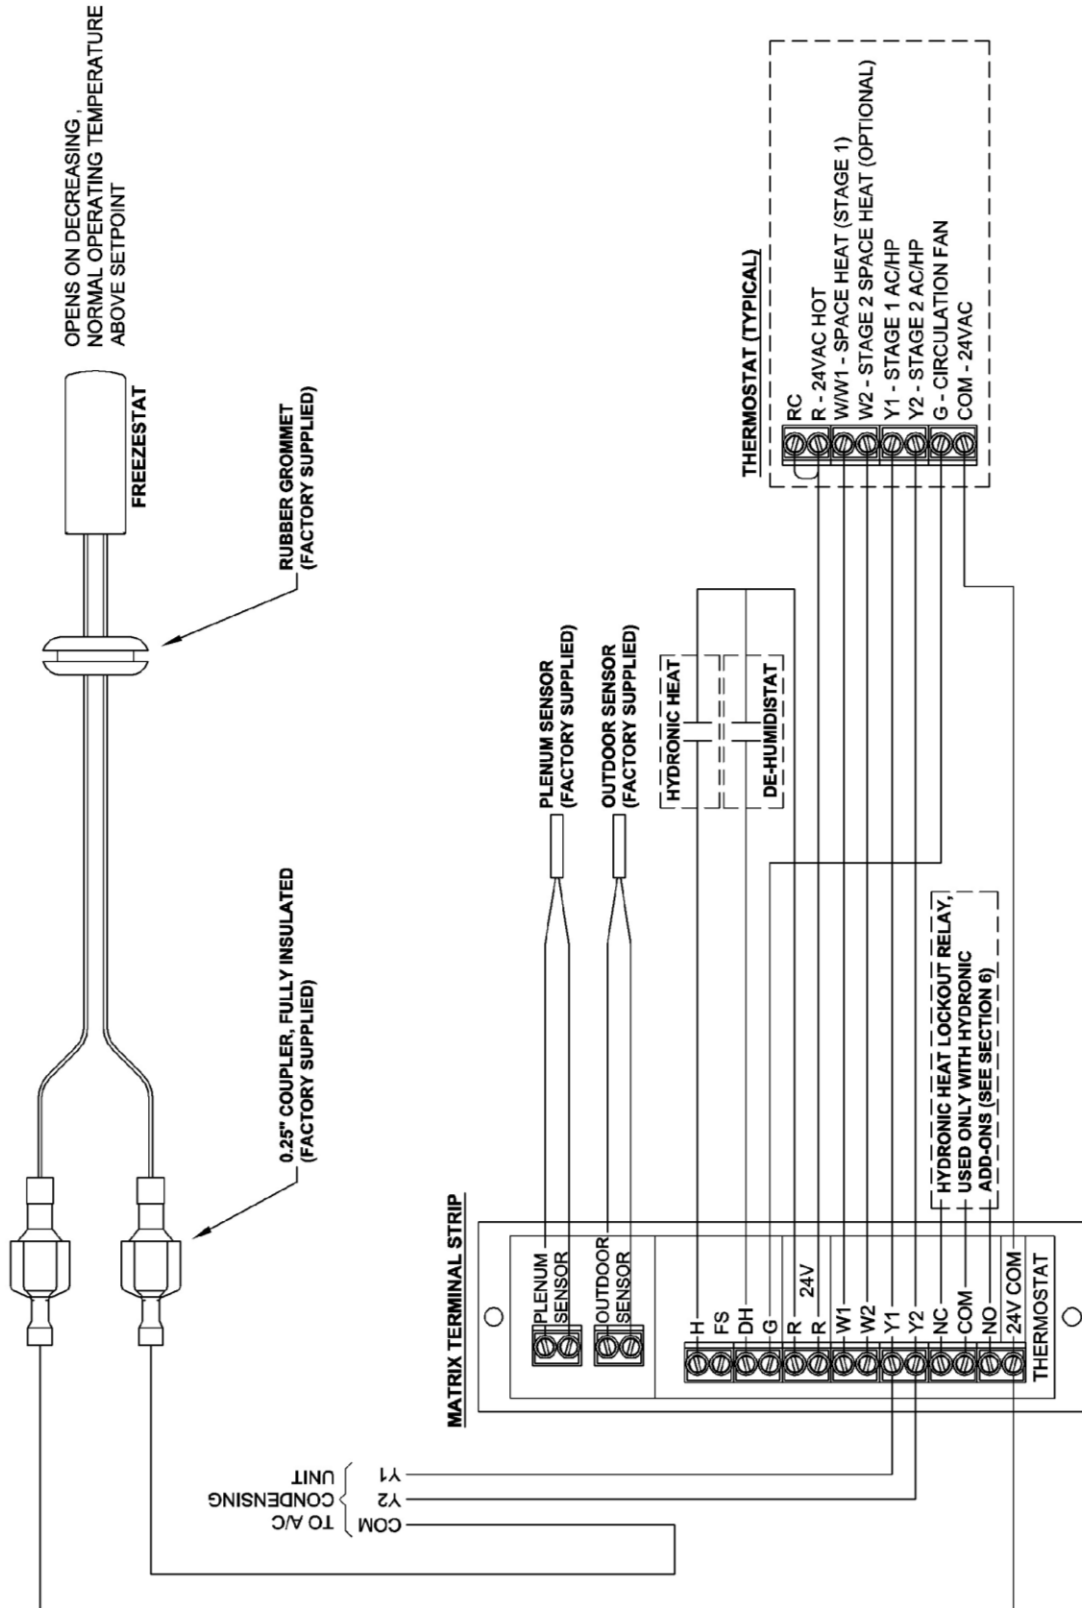 OPENS ON DECREASING ,
NORMAL OPERATING TEMPERATURE
ABOVE SETPOINT
FREEZESTAT
RUBBER GROMMET
(FACTORY SUPPLIED)
0.25" COUPLER, FULLY INSULATED
(FACTORY SUPPLIED)
TO A/C
CONDENSING
UNIT
COM
Y2
Y1
MATRIX TERMINAL STRIP
PLENUM
SENSOR
OUTDOOR
SENSOR
H
FS
DH
G
R
24V
R
W1
W2
Y1
Y2
NC
COM
NO
24V COM
THERMOSTAT
PLENUM SENSOR
(FACTORY SUPPLIED)
OUTDOOR SENSOR
(FACTORY SUPPLIED)
HYDRONIC HEAT
DE-HUMIDISTAT
HYDRONIC HEAT LOCKOUT RELAY,
USED ONLY WITH HYDRONIC
ADD-ONS (SEE SECTION 6)
THERMOSTAT (TYPICAL)
RC
R - 24VAC HOT
W/W1 - SPACE HEAT (STAGE 1)
W2 - STAGE 2 SPACE HEAT (OPTIONAL)
Y1 - STAGE 1 AC/HP
Y2 - STAGE 2 AC/HP
G - CIRCULATION FAN
COM - 24VAC